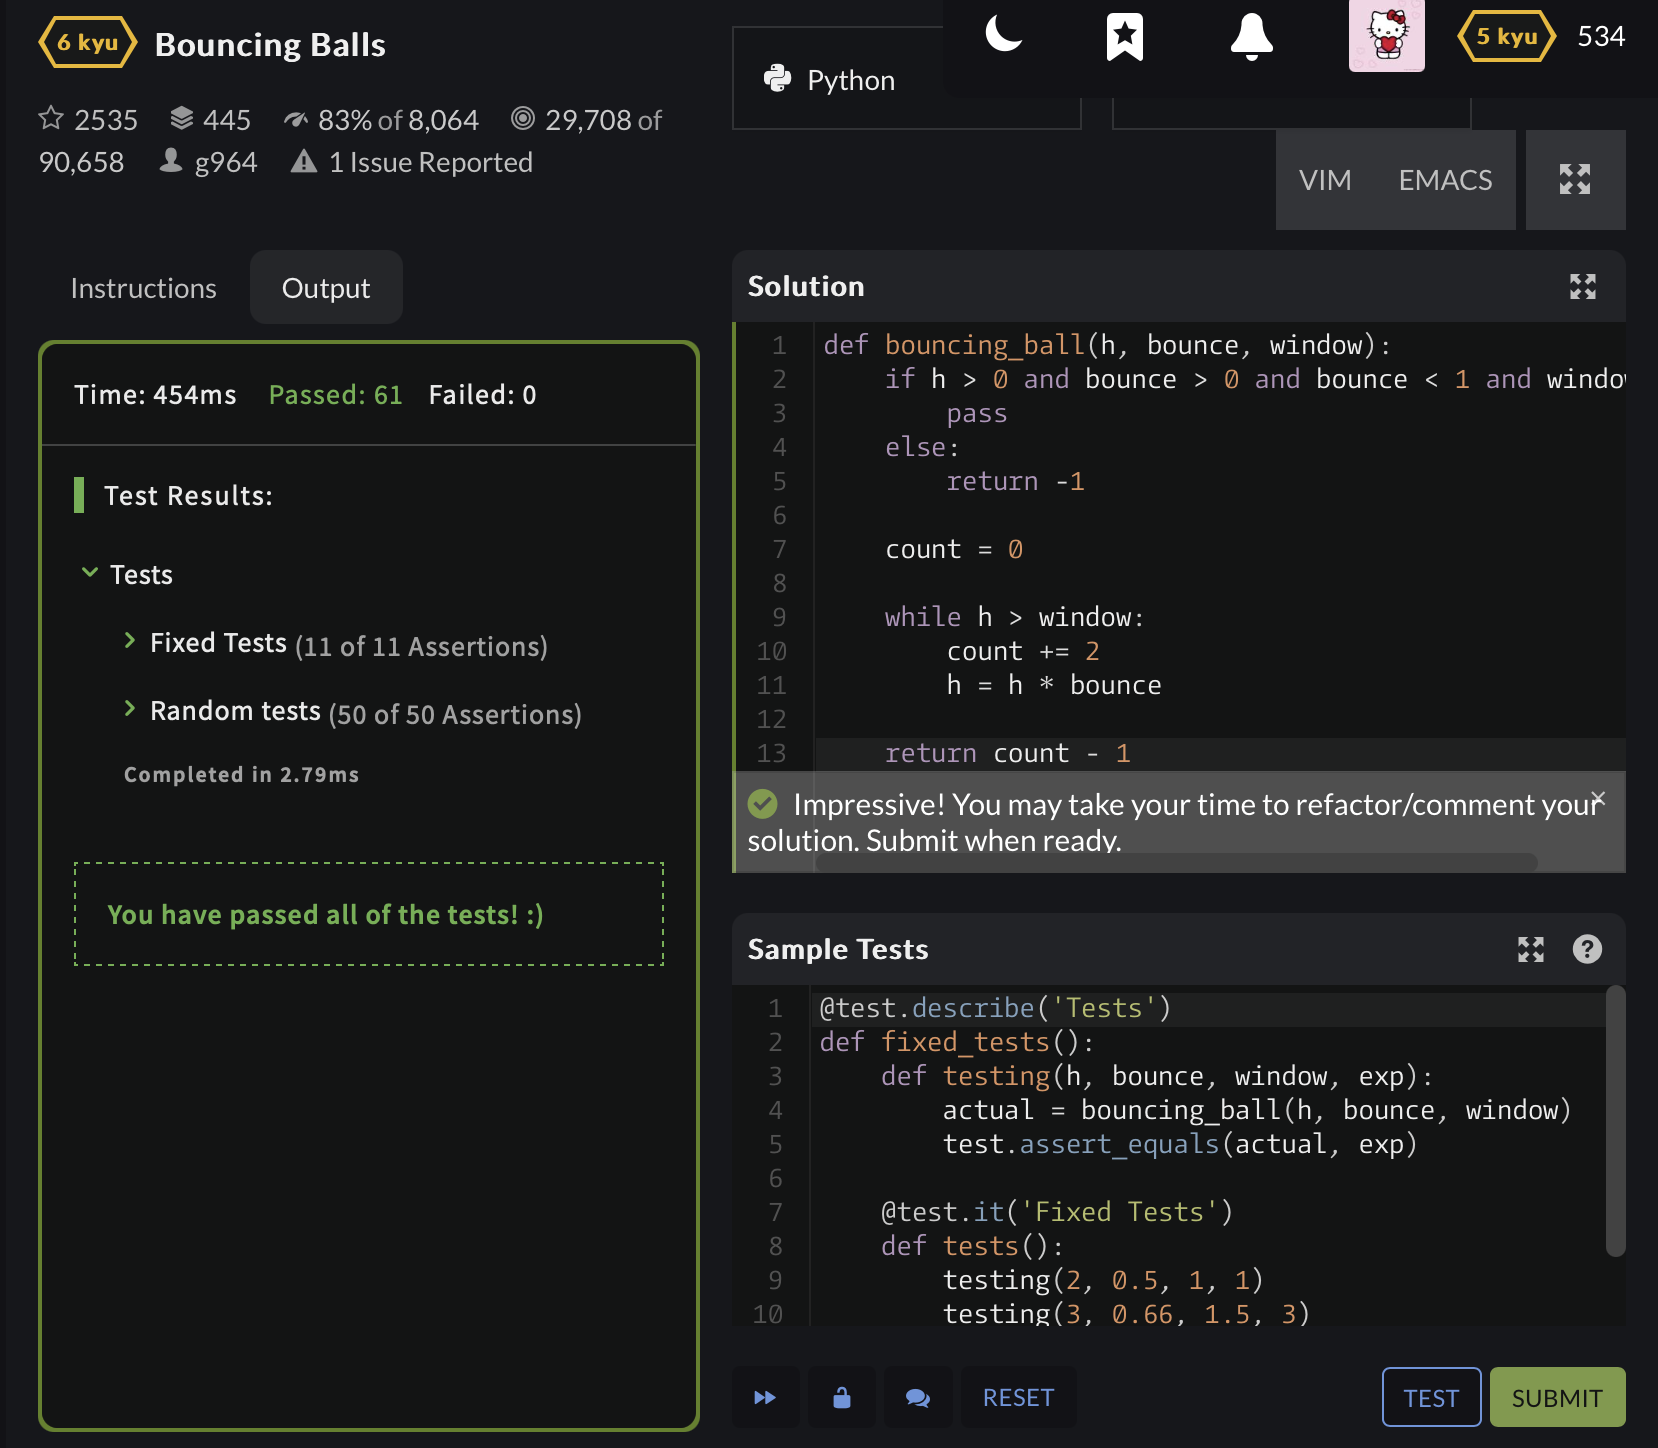 6 kyu Bouncing Balls
2535 445 83% of 8,064 29,708 of
90,658 g964 1 Issue Reported
Python
5 kyu 534
VIM EMACS
Instructions Output
Time: 454ms Passed: 61 Failed: 0
Test Results:
Tests
Fixed Tests (11 of 11 Assertions)
Random tests (50 of 50 Assertions)
Completed in 2.79ms
You have passed all of the tests! :)
Solution
1 def bouncing_ball(h, bounce, window):
2     if h > 0 and bounce > 0 and bounce < 1 and windo
3         pass
4     else:
5         return -1
6
7     count = 0
8
9     while h > window:
10         count += 2
11         h = h * bounce
12
13     return count - 1
Impressive! You may take your time to refactor/comment your
solution. Submit when ready.
Sample Tests
1 @test.describe('Tests')
2 def fixed_tests():
3     def testing(h, bounce, window, exp):
4         actual = bouncing_ball(h, bounce, window)
5         test.assert_equals(actual, exp)
6
7     @test.it('Fixed Tests')
8     def tests():
9         testing(2, 0.5, 1, 1)
10         testing(3, 0.66, 1.5, 3)
RESET TEST SUBMIT